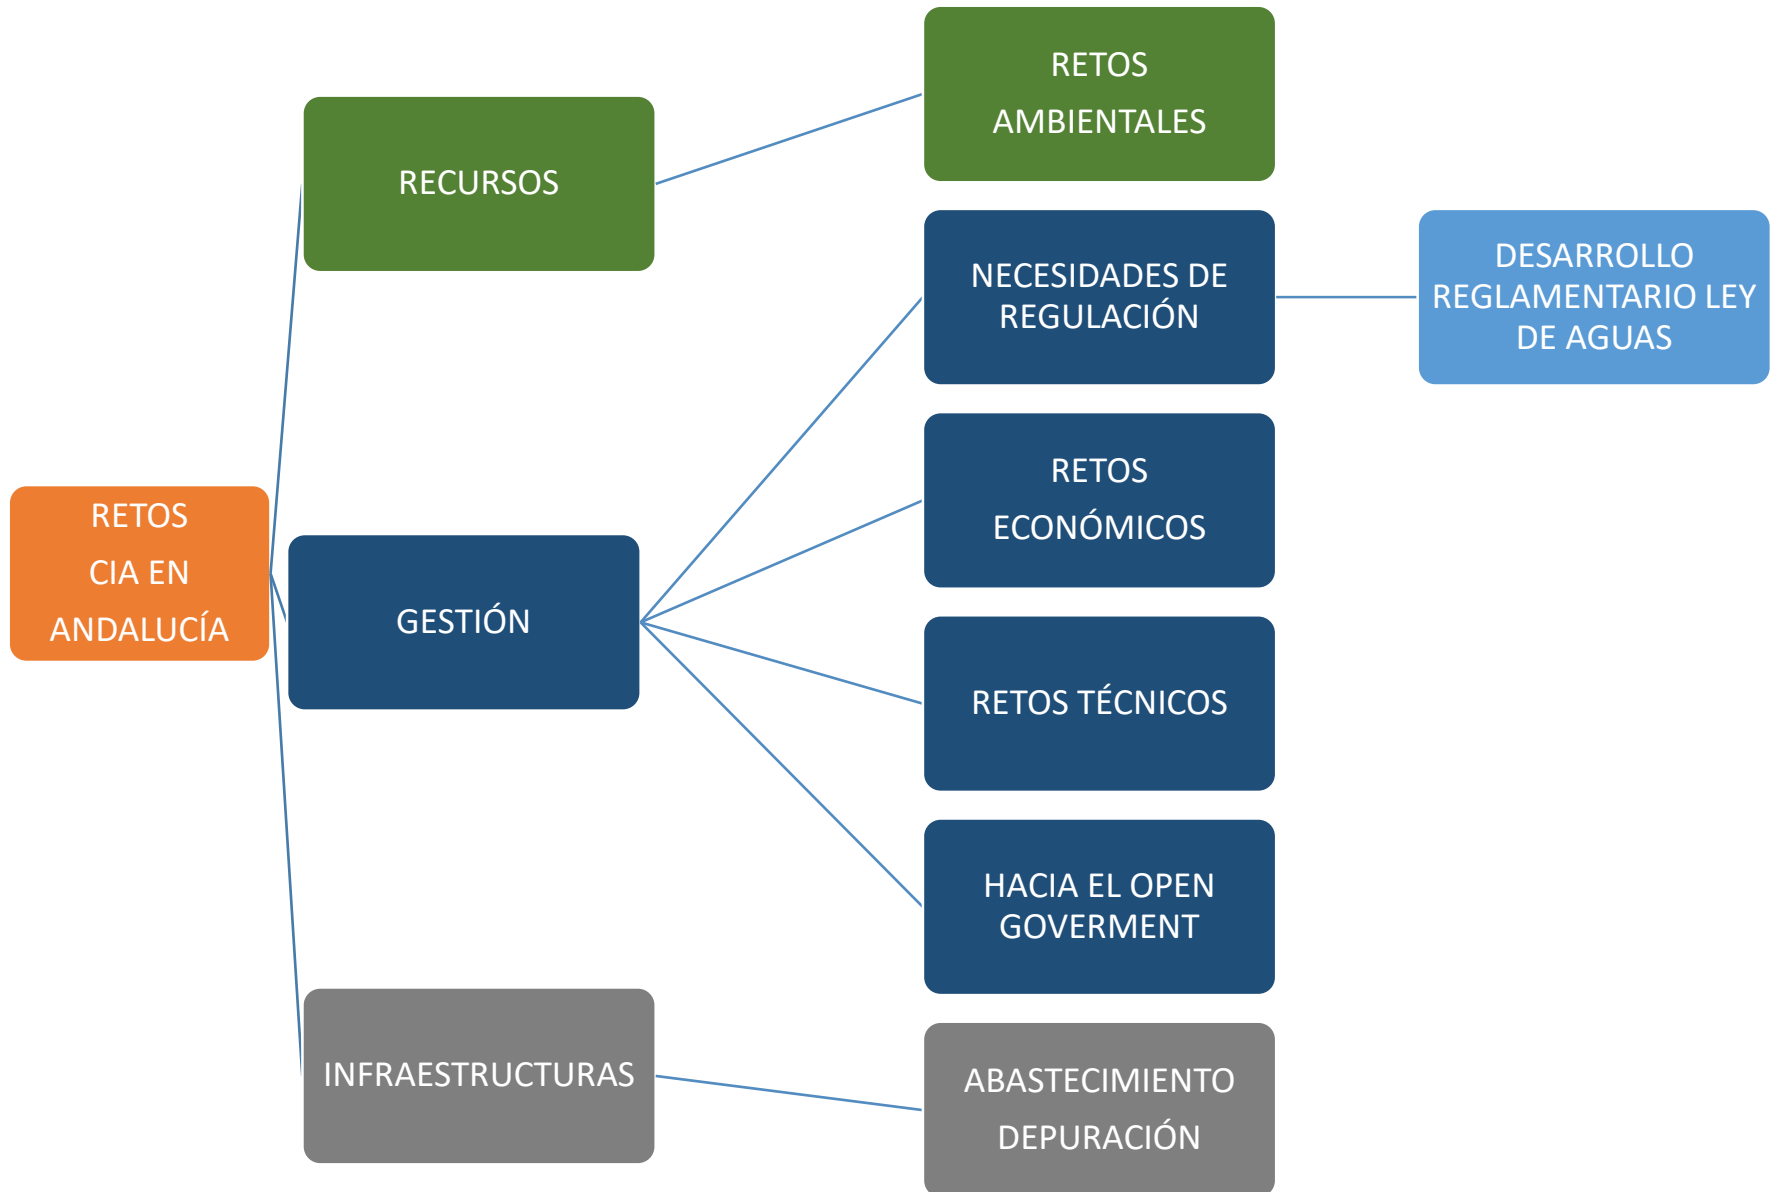 RETOS
CIA EN
ANDALUCÍA
RECURSOS
GESTIÓN
INFRAESTRUCTURAS
RETOS
AMBIENTALES
NECESIDADES DE
REGULACIÓN
RETOS
ECONÓMICOS
RETOS TÉCNICOS
HACIA EL OPEN
GOVERMENT
ABASTECIMIENTO
DEPURACIÓN
DESARROLLO
REGLAMENTARIO LEY
DE AGUAS